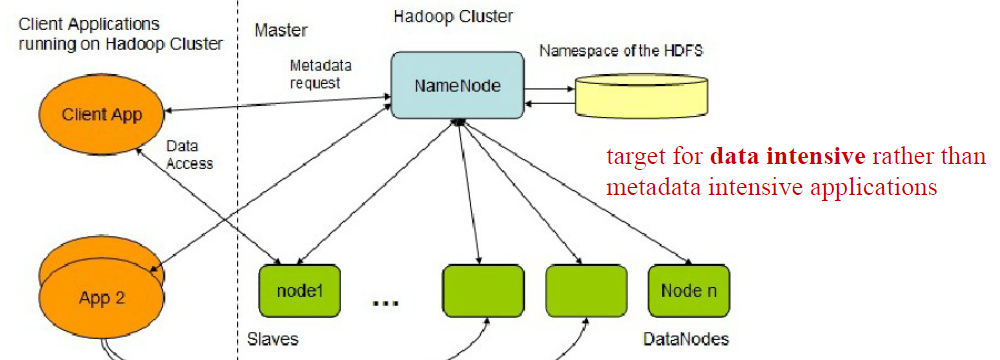 Client Applications
running on Hadoop Cluster
Master
Hadoop Cluster
Metadata
request
NameNode
Namespace of the HDFS
Client App
Data
Access
target for data intensive rather than
metadata intensive applications
App 2
node1
...
Node n
Slaves
DataNodes